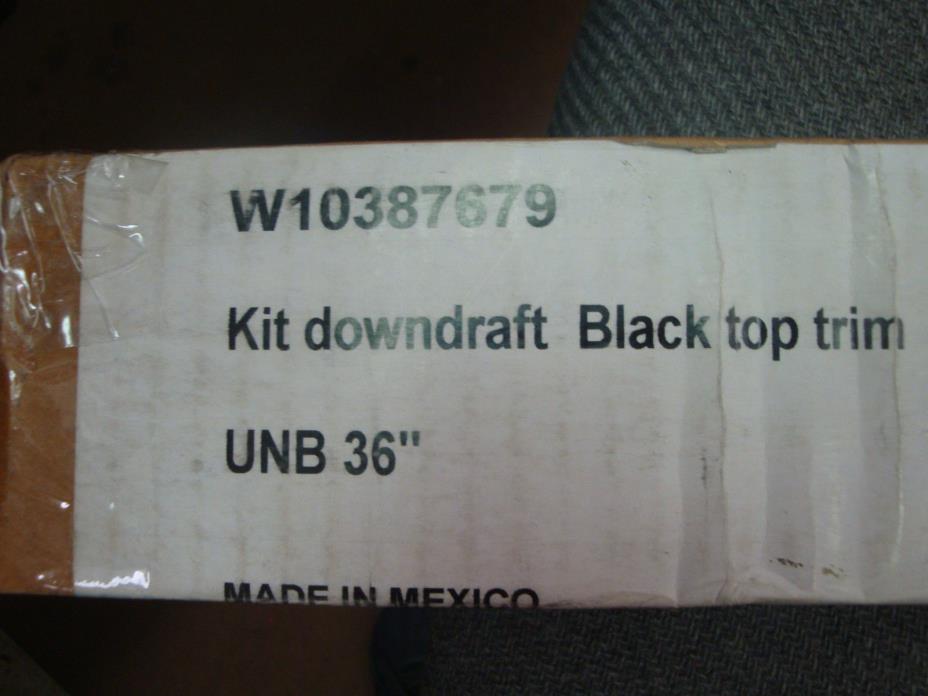 W10387679
Kit downdraft Black top trim
UNB 36"
MADE IN MEXICO